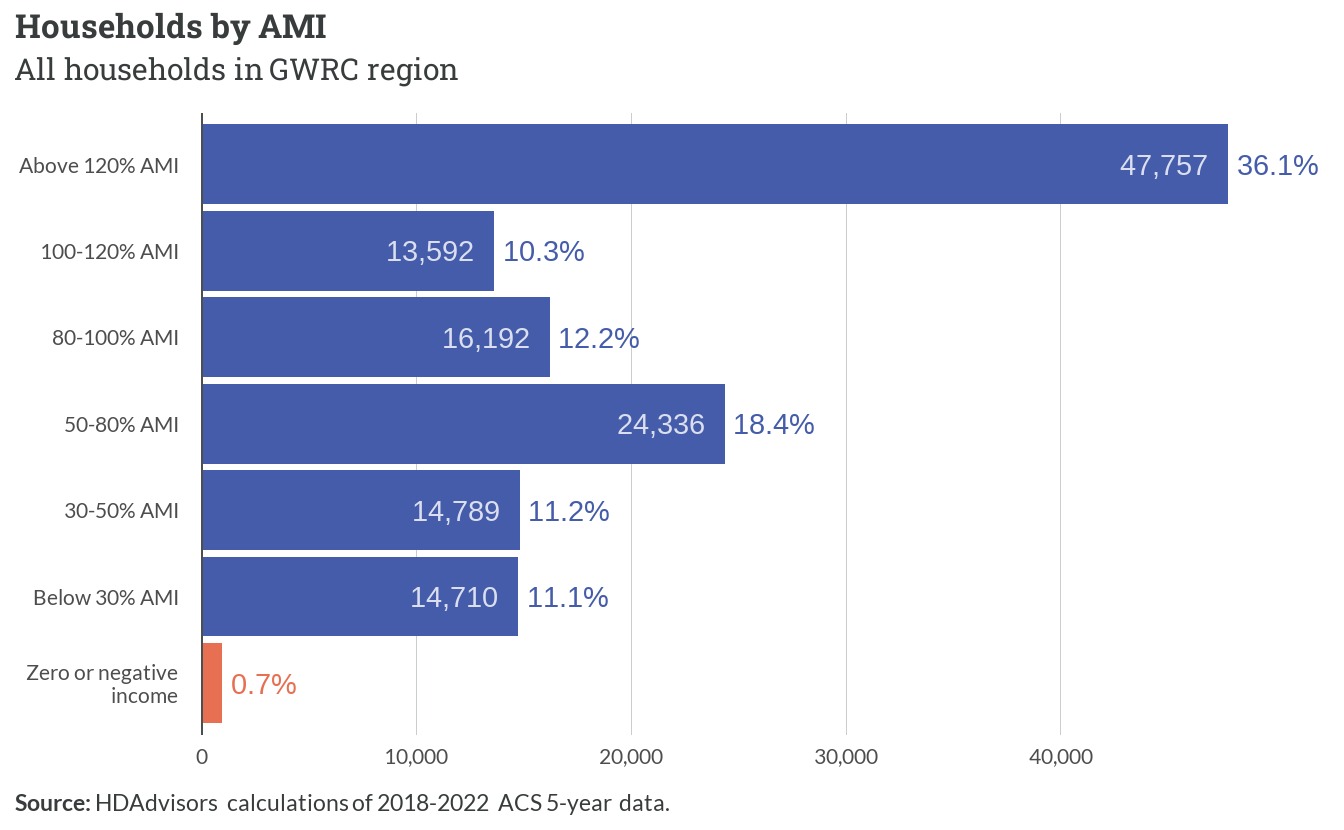 Households by AMI
All households in GWRC region
Above 120% AMI 47,757 36.1%
100-120% AMI 13,592 10.3%
80-100% AMI 16,192 12.2%
50-80% AMI 24,336 18.4%
30-50% AMI 14,789 11.2%
Below 30% AMI 14,710 11.1%
Zero or negative
income 0.7%
0 10,000 20,000 30,000 40,000
Source: HDAdvisors calculations of 2018-2022 ACS 5-year data.